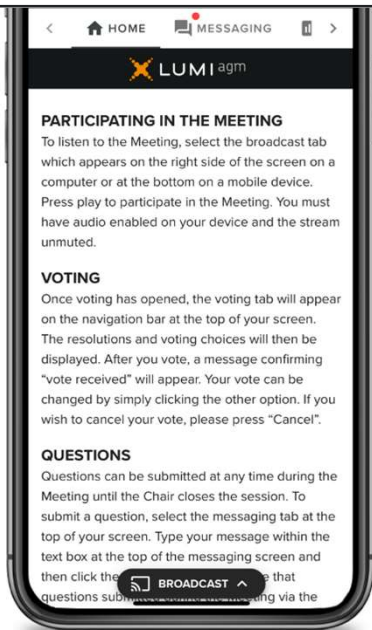 HOME MESSAGING
LUMI agm
PARTICIPATING IN THE MEETING
To listen to the Meeting, select the broadcast tab
which appears on the right side of the screen on a
computer or at the bottom on a mobile device.
Press play to participate in the Meeting. You must
have audio enabled on your device and the stream
unmuted.
VOTING
Once voting has opened, the voting tab will appear
on the navigation bar at the top of your screen.
The resolutions and voting choices will then be
displayed. After you vote, a message confirming
“vote received” will appear. Your vote can be
changed by simply clicking the other option. If you
wish to cancel your vote, please press “Cancel”.
QUESTIONS
Questions can be submitted at any time during the
Meeting until the Chair closes the session. To
submit a question, select the messaging tab at the
top of your screen. Type your message within the
text box at the top of the messaging screen and
then click the that
BROADCAST
questions via the